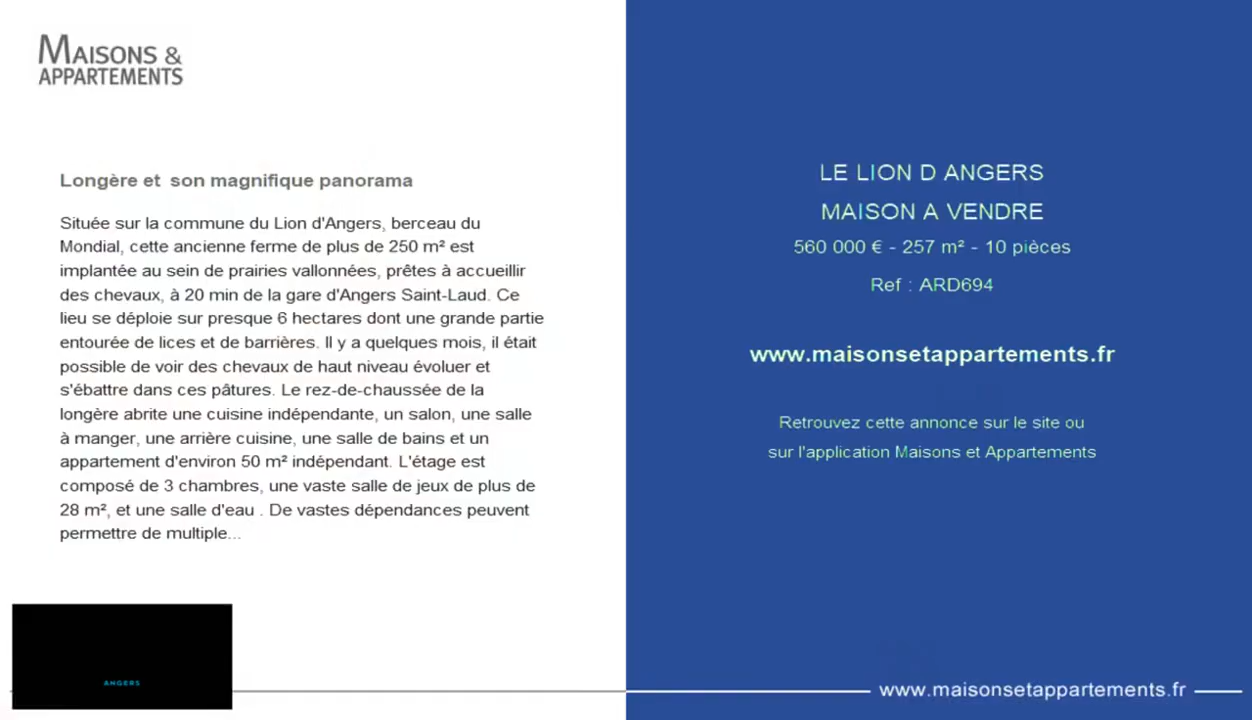 MAISONS &
APPARTEMENTS
Longère et son magnifique panorama
Située sur la commune du Lion d'Angers, berceau du
Mondial, cette ancienne ferme de plus de 250 m² est
implantée au sein de prairies vallonnées, prêtes à accueillir
des chevaux, à 20 min de la gare d'Angers Saint-Laud. Ce
lieu se déploie sur presque 6 hectares dont une grande partie
entourée de lices et de barrières. Il y a quelques mois, il était
possible de voir des chevaux de haut niveau évoluer et
s'ébattre dans ces pâtures. Le rez-de-chaussée de la
longère abrite une cuisine indépendante, un salon, une salle
à manger, une arrière cuisine, une salle de bains et un
appartement d'environ 50 m² indépendant. L'étage est
composé de 3 chambres, une vaste salle de jeux de plus de
28 m², et une salle d'eau . De vastes dépendances peuvent
permettre de multiple...
ANGERS
LE LION D ANGERS
MAISON A VENDRE
560 000 € - 257 m² - 10 pièces
Ref : ARD694
www.maisonsetappartements.fr
Retrouvez cette annonce sur le site ou
sur l'application Maisons et Appartements
www.maisonsetappartements.fr